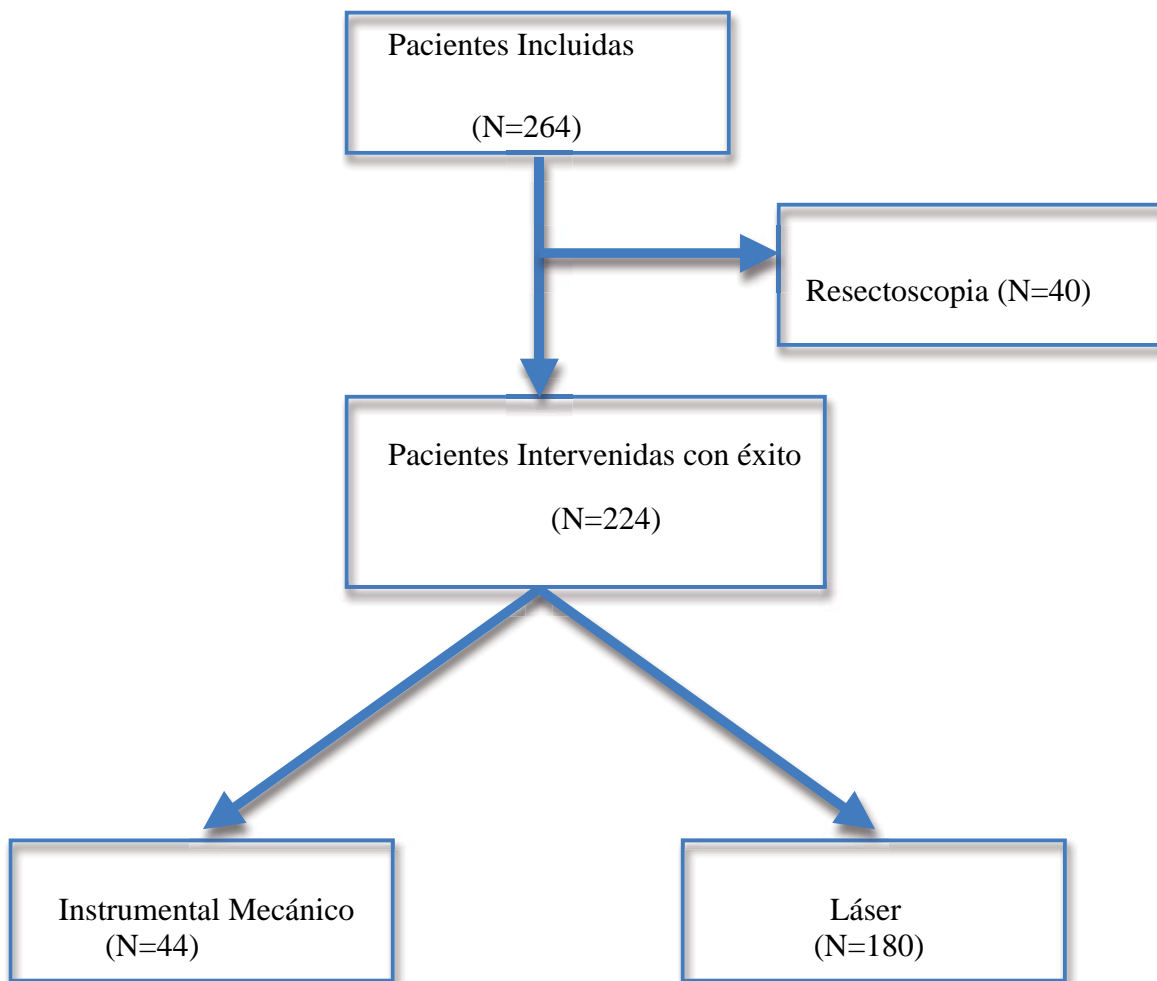 Pacientes Incluidas
(N=264)
Resectoscopia (N=40)
Pacientes Intervenidas con éxito
(N=224)
Instrumental Mecánico
(N=44)
Láser
(N=180)